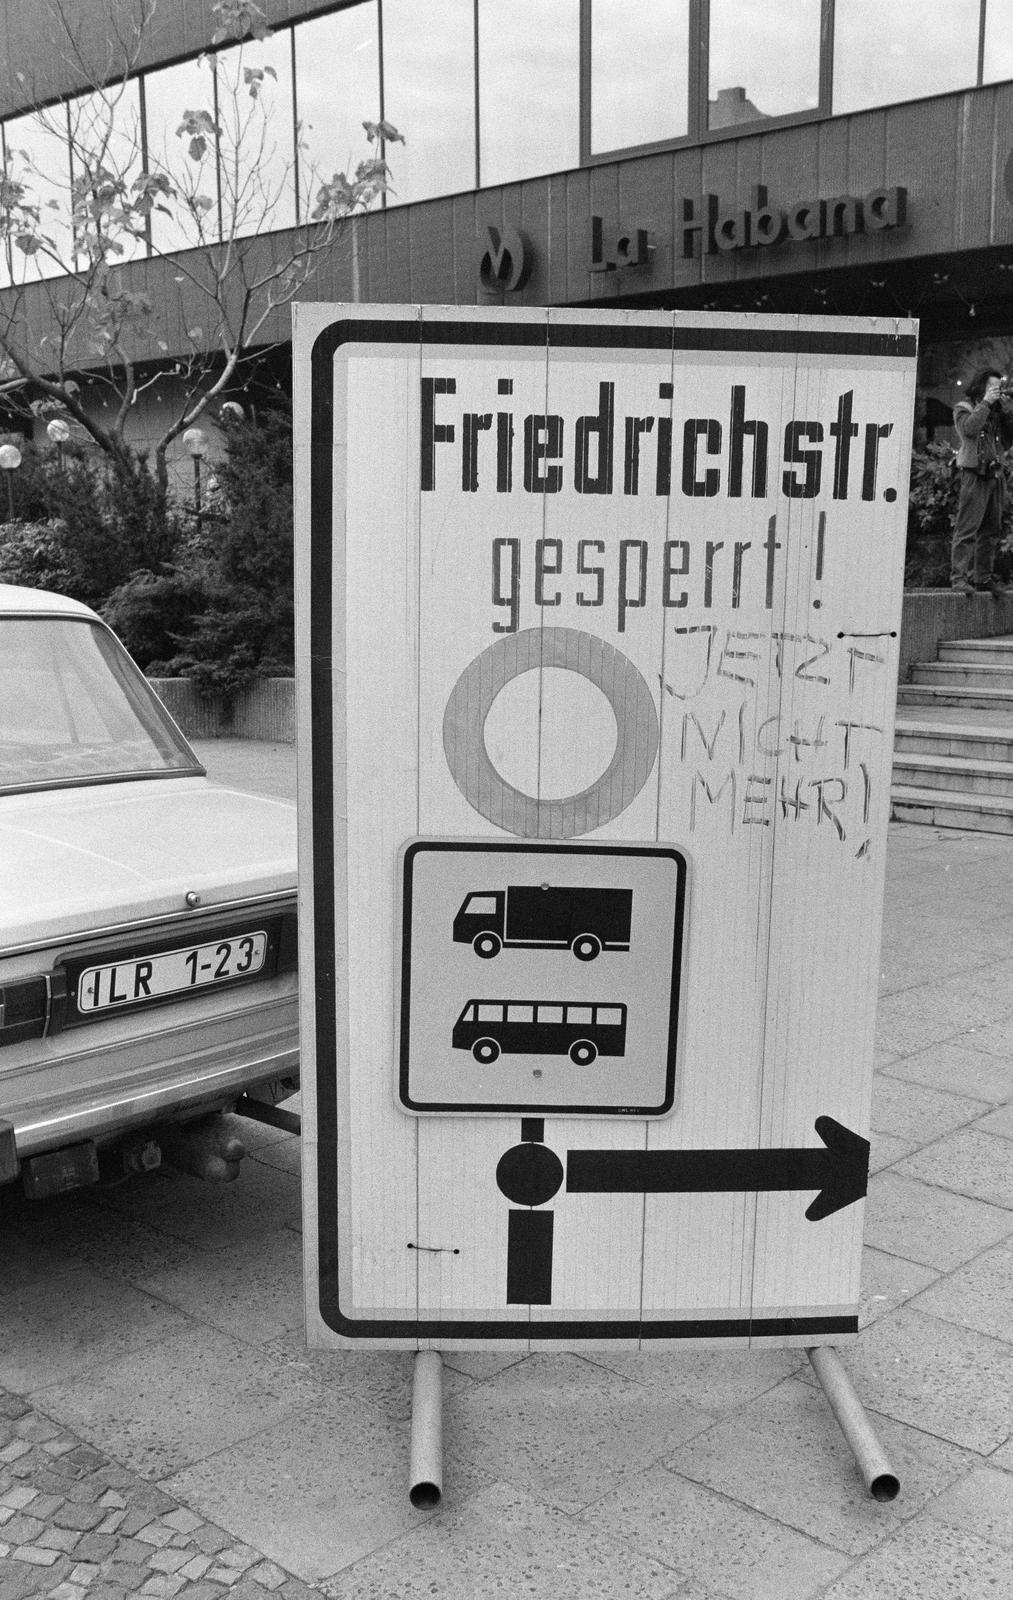 La Habana
Friedrichstr.
gesperrt!
JETZT
NICHT
MEHR!
ILR 1-23